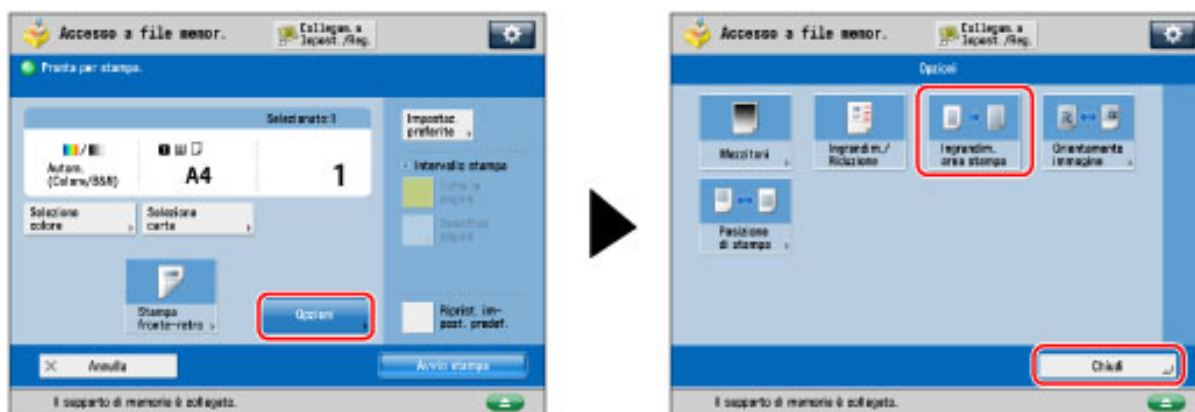 Accesso a file memor.
Collegam. a
Impost./Reg.
Pronta per stampa.
Selezionato:1
Autom.
(Colore/B&N)
A4
1
Selezione
colore
Selezione
carta
Stampa
fronte-retro
Opzioni
Impostaz.
preferite
Intervallo stampa
Tutte le
pagine
Specifica
pagine
Riprist. im-
post. predef.
Annulla
Avvio stampa
Il supporto di memoria è collegato.
Accesso a file memor.
Collegam. a
Impost./Reg.
Opzioni
Mezzitoni
Ingrandim./
Riduzione
Ingrandim.
area stampa
Orientamento
immagine
Posizione
di stampa
Chiudi
Il supporto di memoria è collegato.